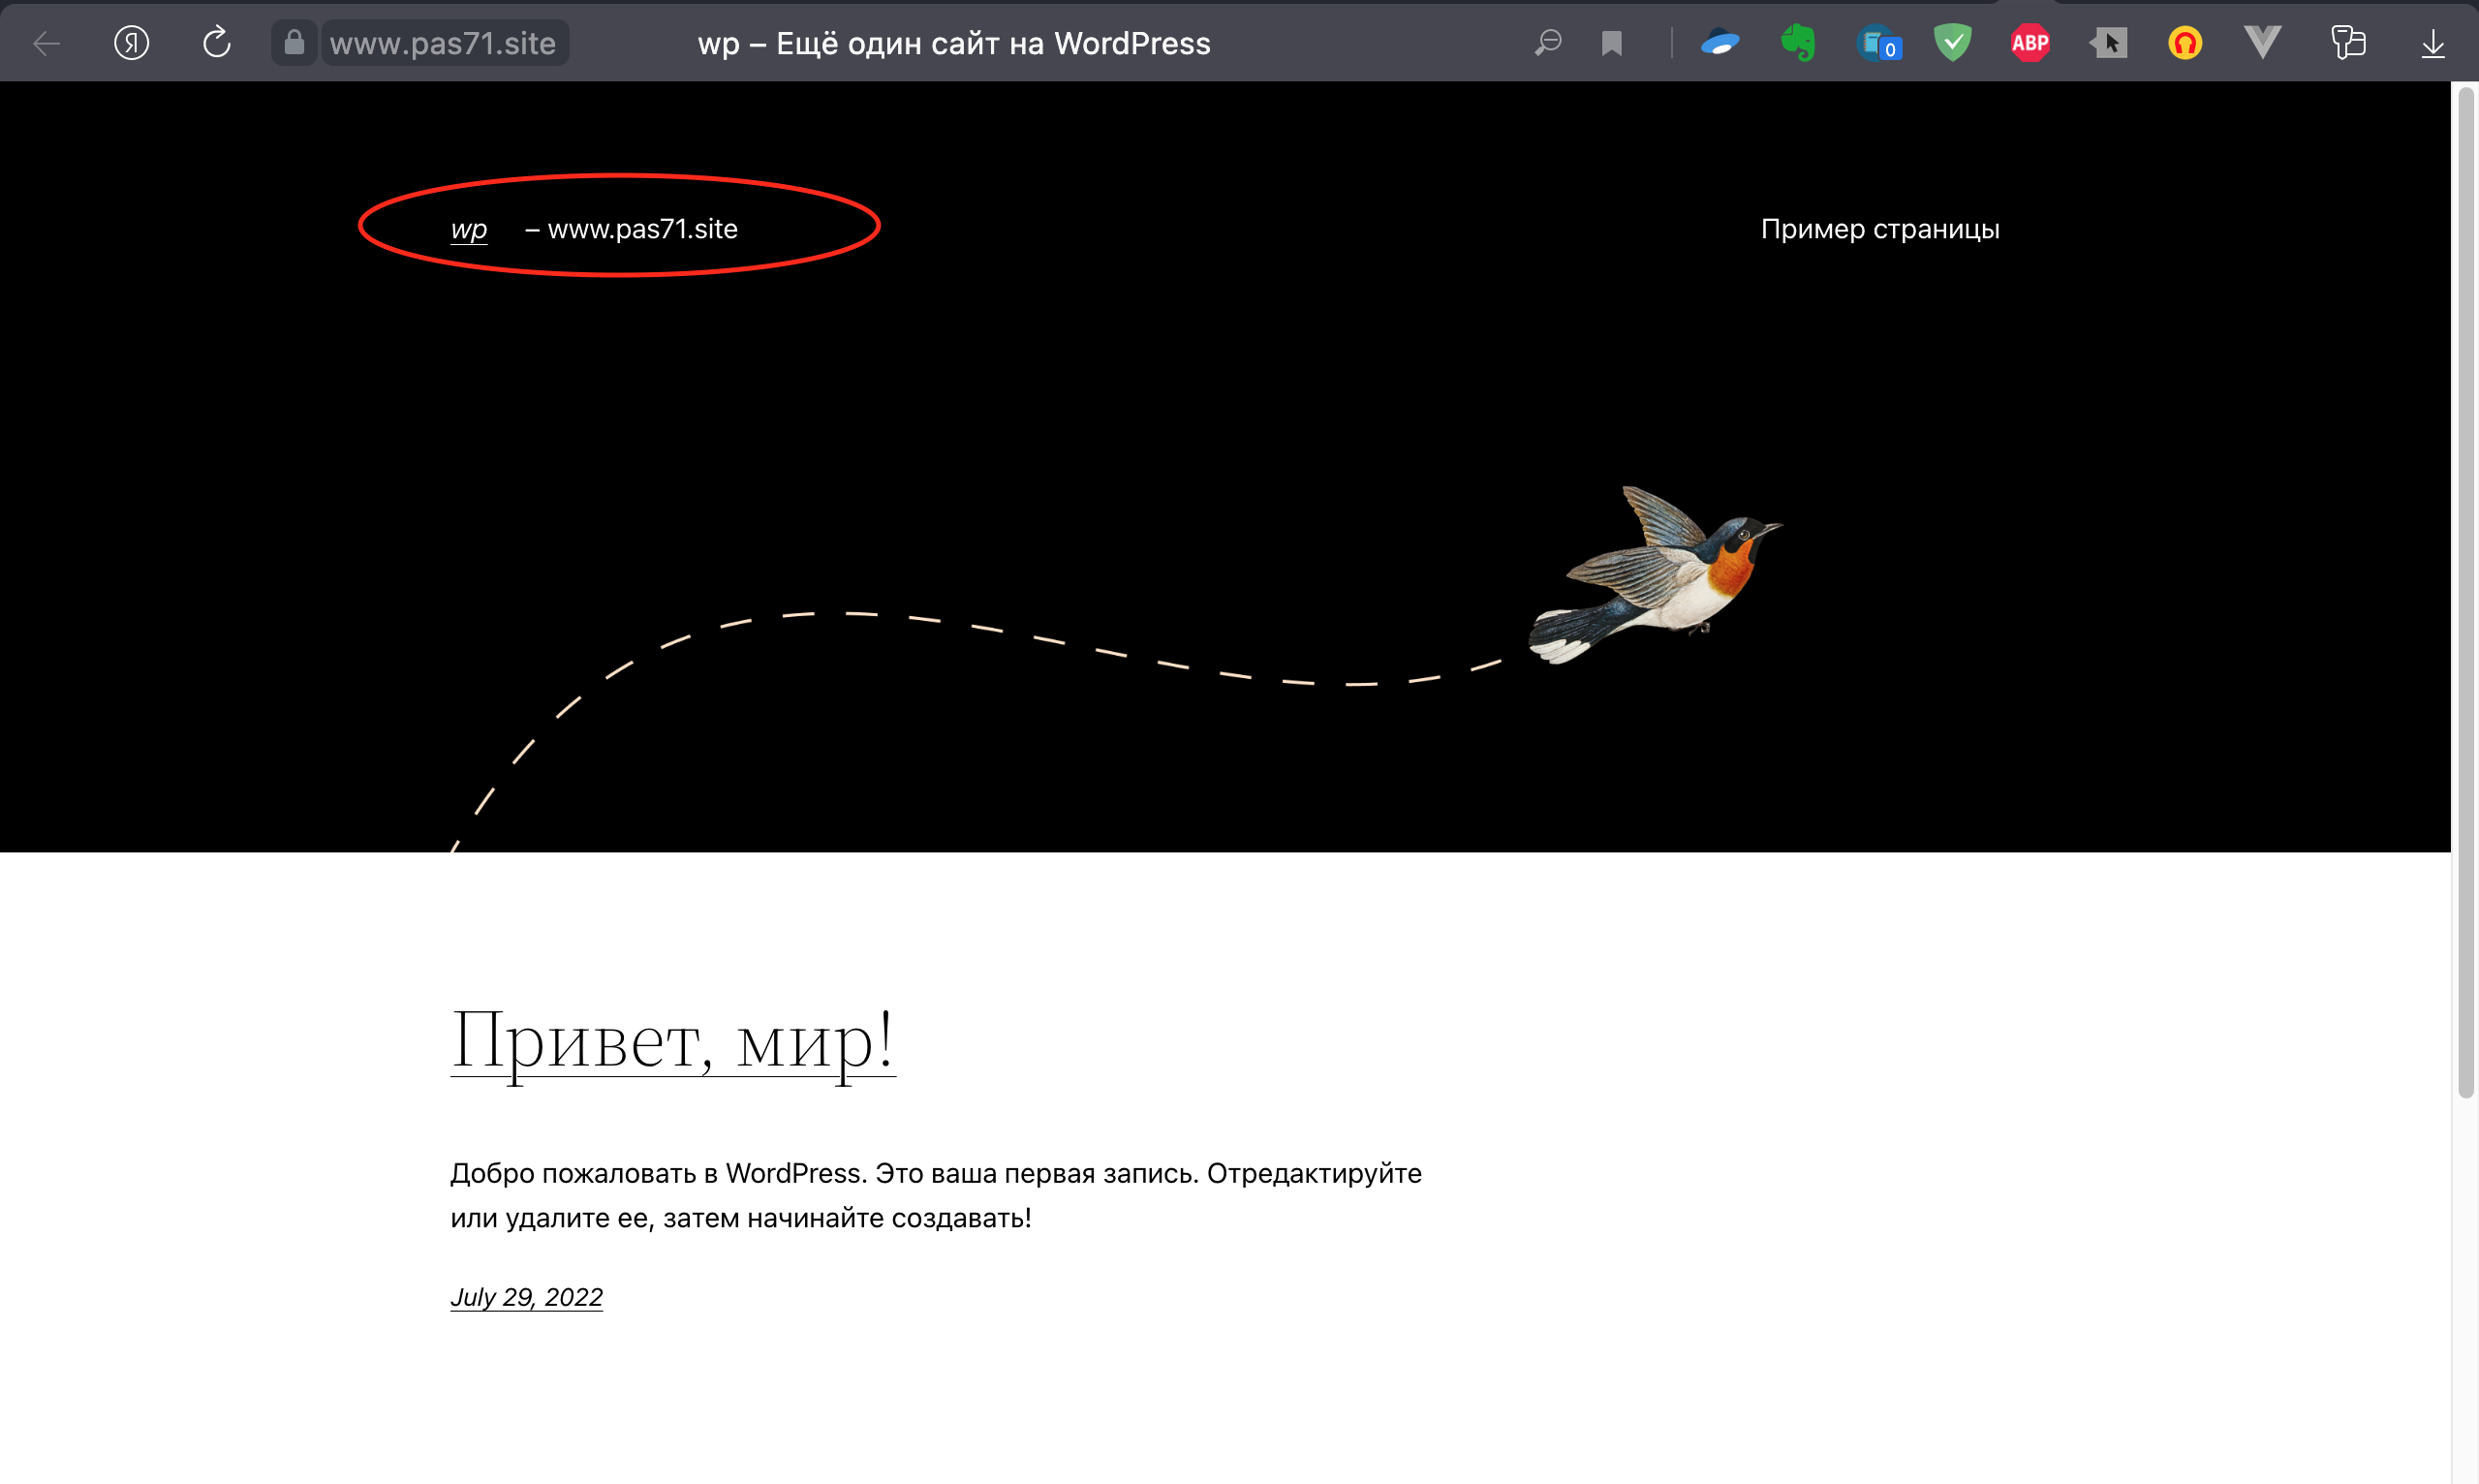 Я
www.pas71.site
wp – Ещё один сайт на WordPress
0
ABP
wp – www.pas71.site
Пример страницы
Привет, мир!
Добро пожаловать в WordPress. Это ваша первая запись. Отредактируйте
или удалите ее, затем начинайте создавать!
July 29, 2022